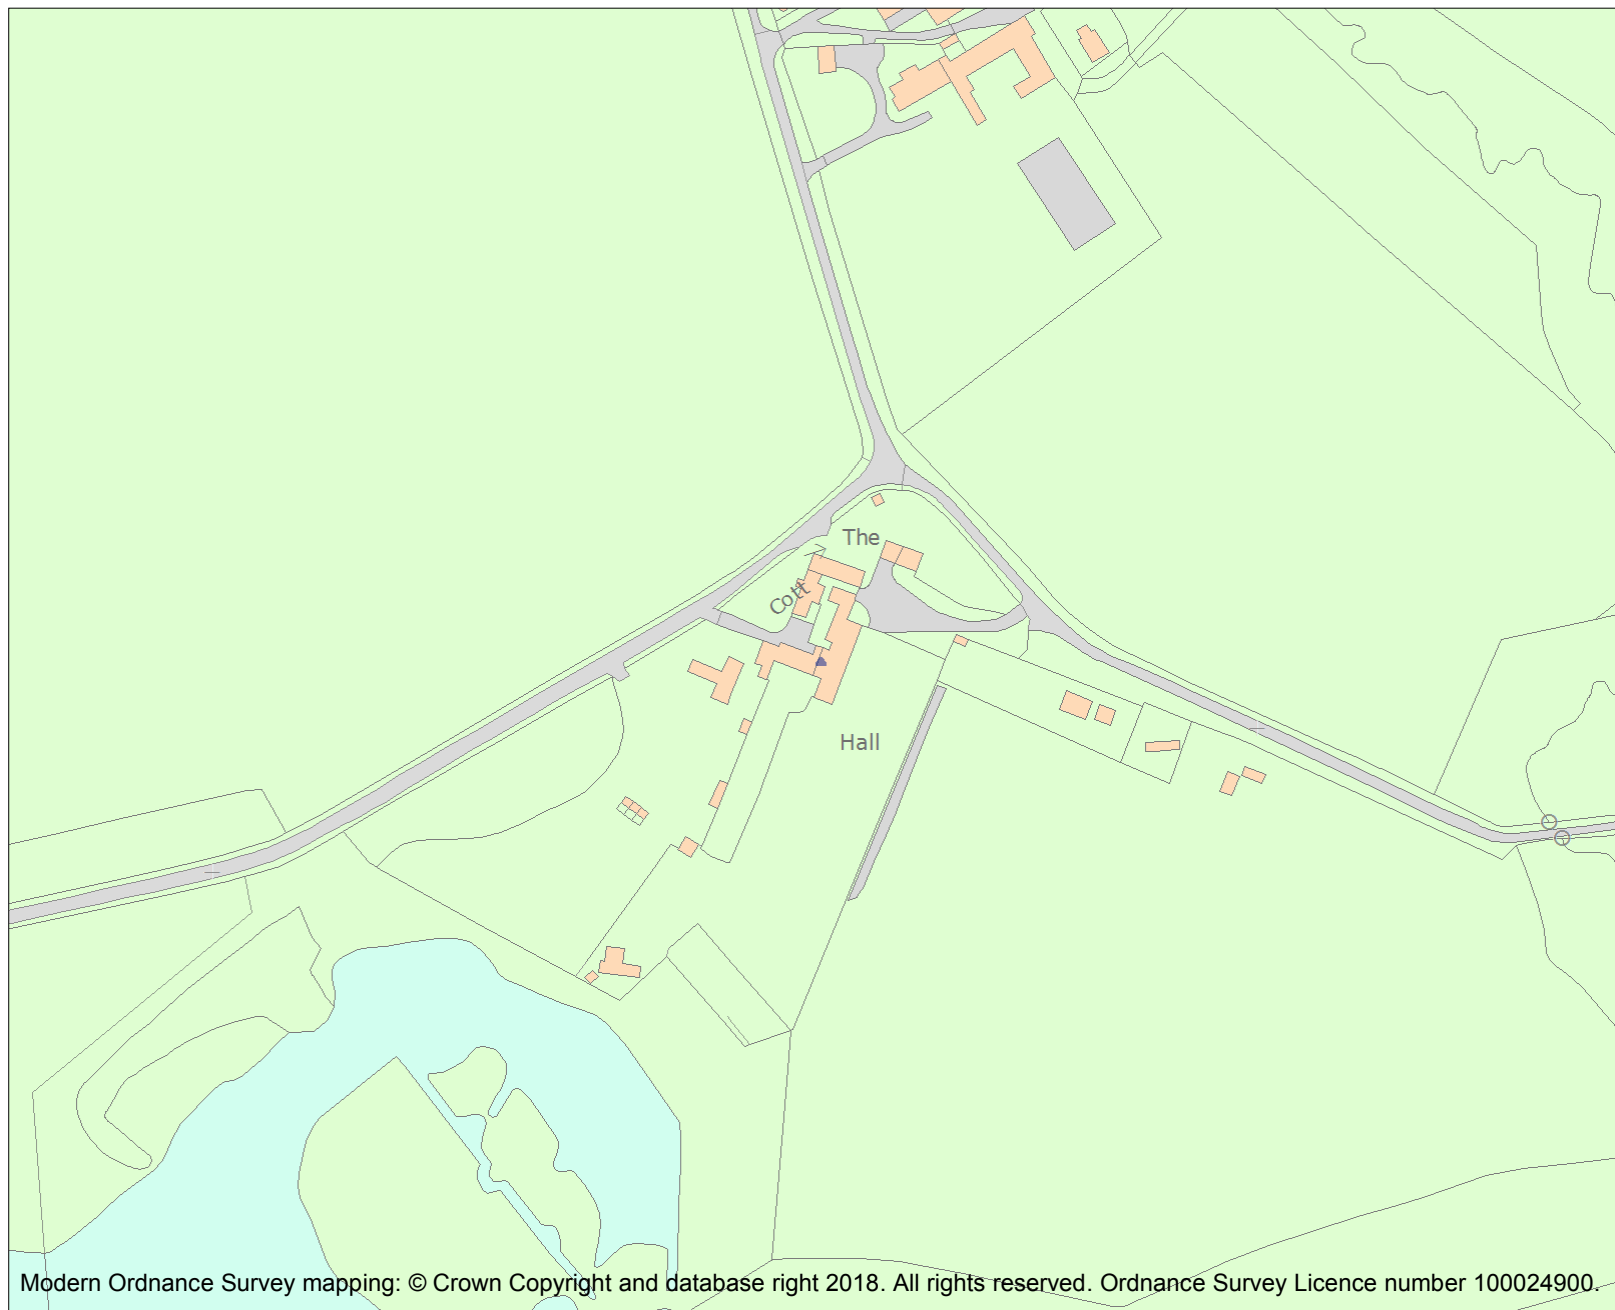 The
Cott
Hall
Modern Ordnance Survey mapping: © Crown Copyright and database right 2018. All rights reserved. Ordnance Survey Licence number 100024900.